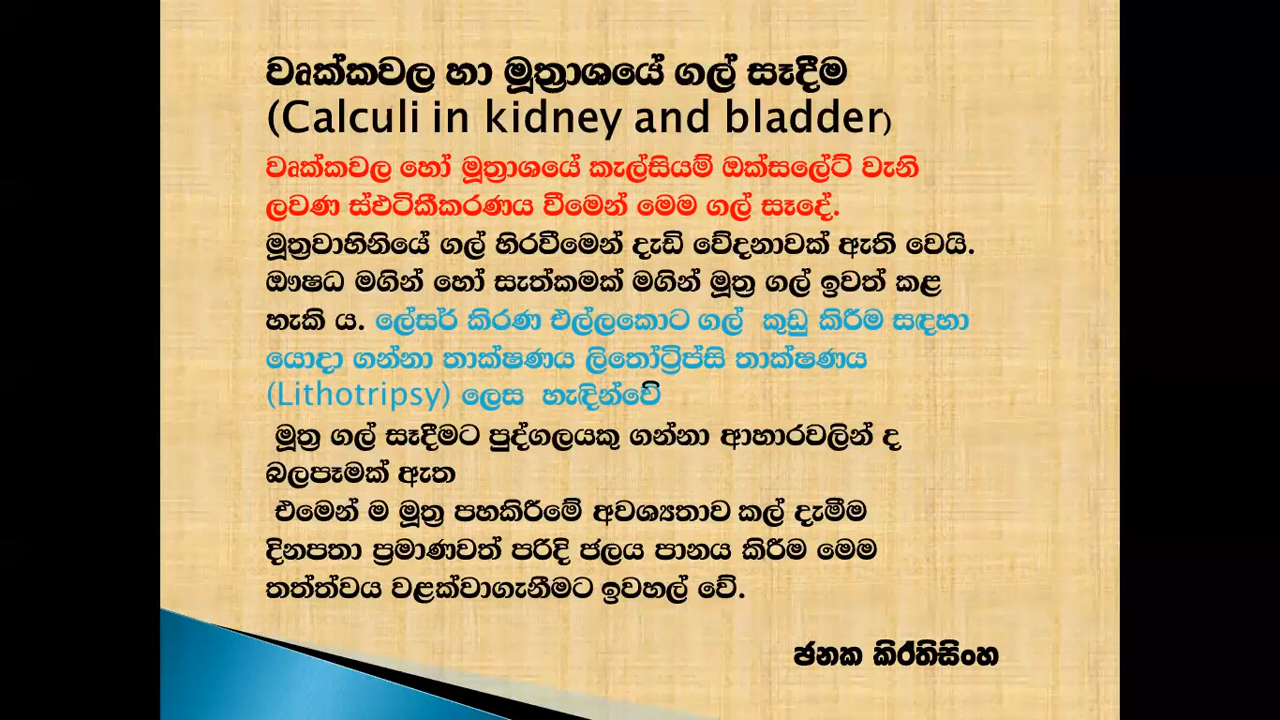 වෘක්කවල හා මූත්‍රාශයේ ගල් සෑදීම
(Calculi in kidney and bladder)
වෘක්කවල හෝ මූත්‍රාශයේ කැල්සියම් ඔක්සලේට් වැනි
ලවණ ස්ඵටිකීකරණය වීමෙන් මෙම ගල් සෑදේ.
මූත්‍රවාහිනියේ ගල් හිරවීමෙන් දැඩි වේදනාවක් ඇති වෙයි.
ඖෂධ මගින් හෝ සැත්කමක් මගින් මූත්‍ර ගල් ඉවත් කළ
හැකි ය. ලේසර් කිරණ එල්ලකොට ගල් කුඩු කිරීම සඳහා
යොදා ගන්නා තාක්ෂණය ලිතෝට්‍රිප්සි තාක්ෂණය
(Lithotripsy) ලෙස හැඳින්වේ
මූත්‍ර ගල් සෑදීමට පුද්ගලයකු ගන්නා ආහාරවලින් ද
බලපෑමක් ඇත
එමෙන් ම මූත්‍ර පහකිරීමේ අවශ්‍යතාව කල් දැමීම
දිනපතා ප්‍රමාණවත් පරිදි ජලය පානය කිරීම මෙම
තත්ත්වය වළක්වාගැනීමට ඉවහල් වේ.
ජනක කිර්තිසිංහ